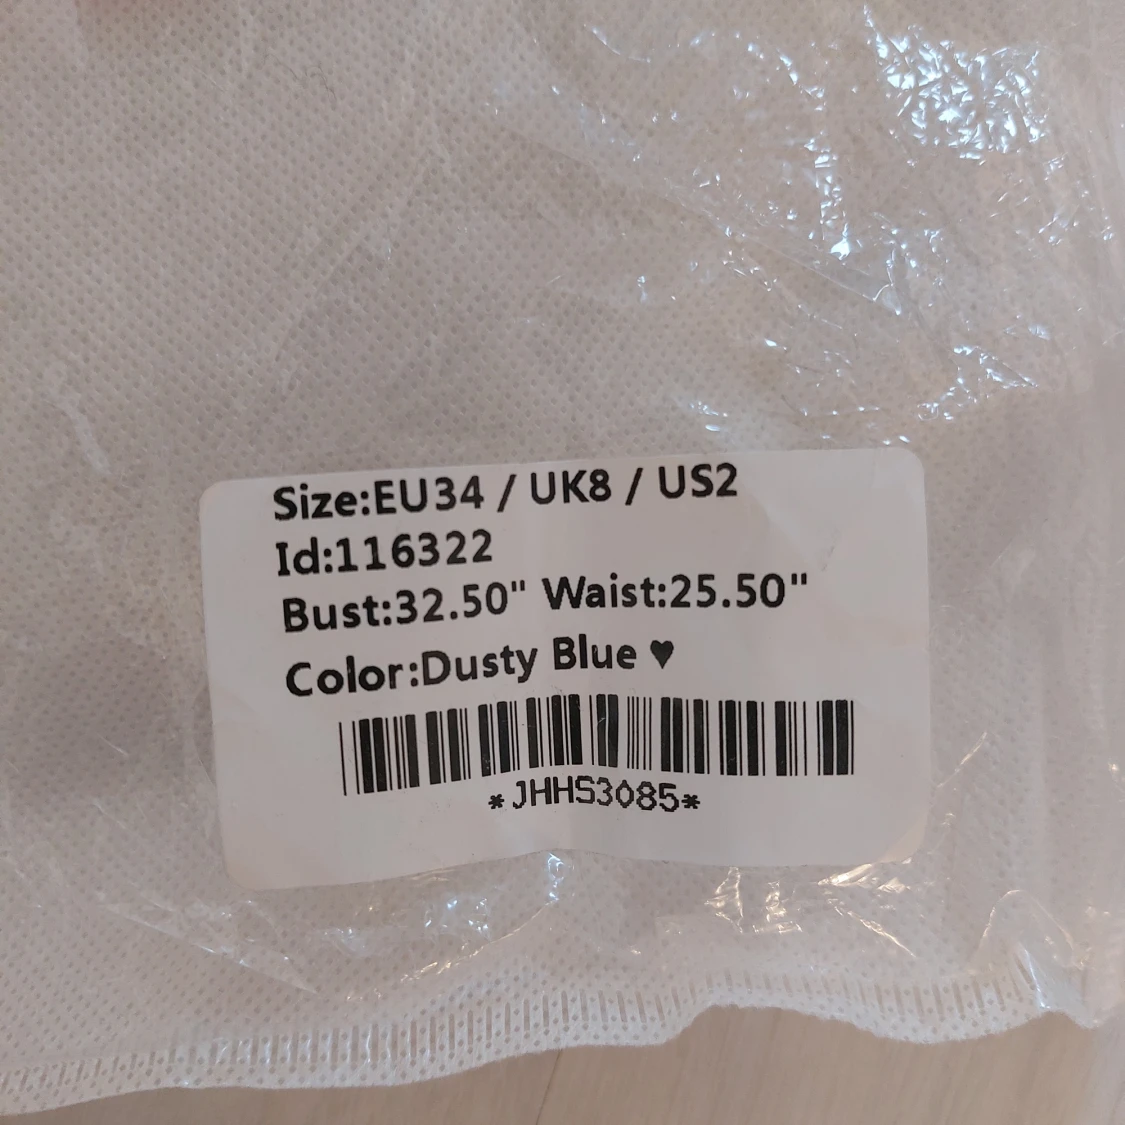 Size:EU34 / UK8 / US2
Id:116322
Bust:32.50" Waist:25.50"
Color:Dusty Blue ♥
*JHHS3085*